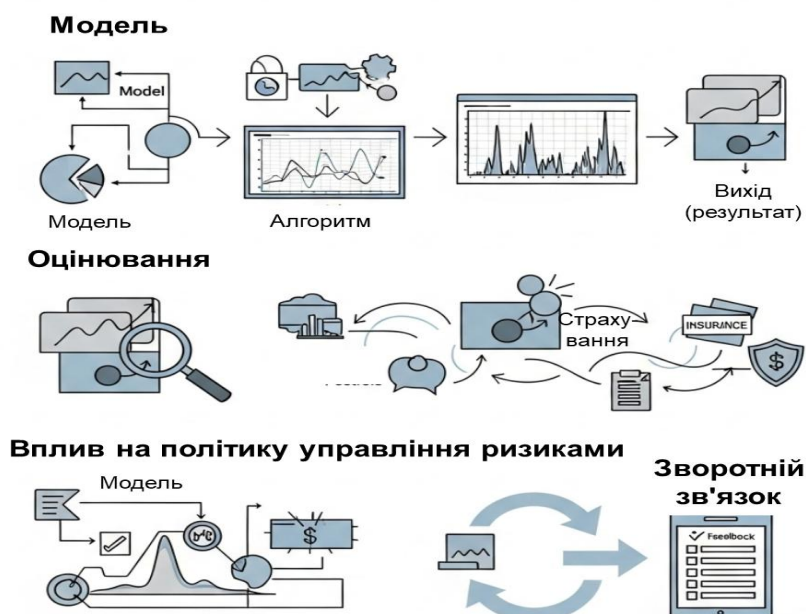 Модель
Model
Модель
Алгоритм
Вихід
(результат)
Оцінювання
Страху-
вання
INSURANCE
$
Вплив на політику управління ризиками
Модель
$
Зворотній
зв'язок
Fseolbock